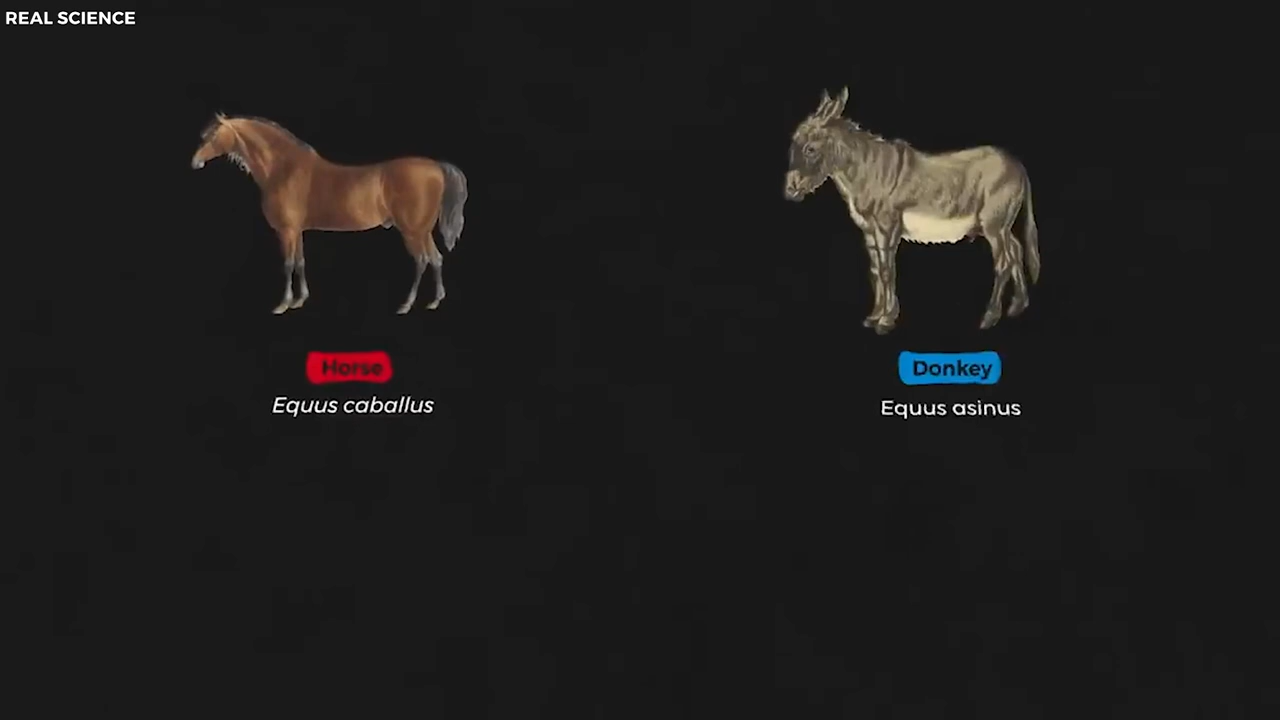 REAL SCIENCE
Horse
Equus caballus
Donkey
Equus asinus